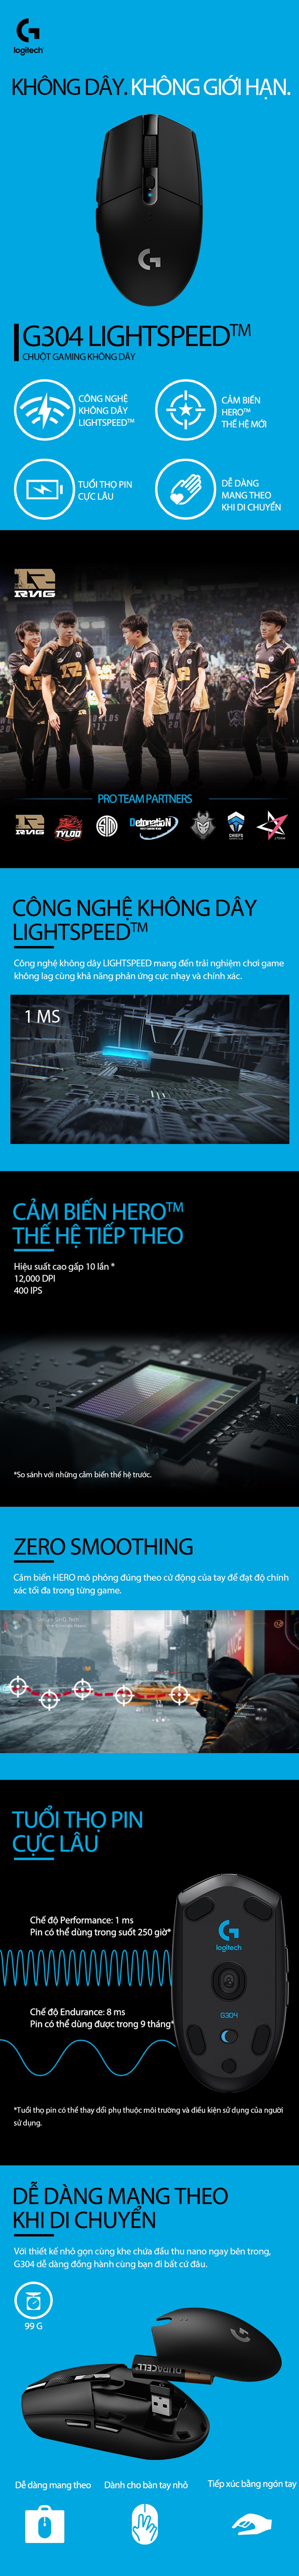 logitech
KHÔNG DÂY. KHÔNG GIỚI HẠN.
G304 LIGHTSPEED™
CHUỘT GAMING KHÔNG DÂY
CÔNG NGHỆ
KHÔNG DÂY
LIGHTSPEED™
CẢM BIẾN
HERO™
THẾ HỆ MỚI
TUỔI THỌ PIN
CỰC LÂU
DỄ DÀNG
MANG THEO
KHI DI CHUYỂN
RNG
PRO TEAM PARTNERS
RNG
TYLOO
TSM
DetonatioN
G2
CHIEFS
J TEAM
CÔNG NGHỆ KHÔNG DÂY
LIGHTSPEED™
Công nghệ không dây LIGHTSPEED mang đến trải nghiệm chơi game
không lag cùng khả năng phản ứng cực nhạy và chính xác.
1 MS
CẢM BIẾN HERO™
THẾ HỆ TIẾP THEO
Hiệu suất cao gấp 10 lần *
12,000 DPI
400 IPS
*So sánh với những cảm biến thế hệ trước.
ZERO SMOOTHING
Cảm biến HERO mô phỏng đúng theo cử động của tay để đạt độ chính
xác tối đa trong từng game.
TUỔI THỌ PIN
CỰC LÂU
Chế độ Performance: 1 ms
Pin có thể dùng trong suốt 250 giờ*
logitech
G304
Chế độ Endurance: 8 ms
Pin có thể dùng được trong 9 tháng*
*Tuổi thọ pin có thể thay đổi phụ thuộc môi trường và điều kiện sử dụng của người
sử dụng.
DỄ DÀNG MANG THEO
KHI DI CHUYỂN
Với thiết kế nhỏ gọn cùng khe chứa đầu thu nano ngay bên trong,
G304 dễ dàng đồng hành cùng bạn đi bất cứ đâu.
99 G
DURACELL
Dễ dàng mang theo
Dành cho bàn tay nhỏ
Tiếp xúc bằng ngón tay